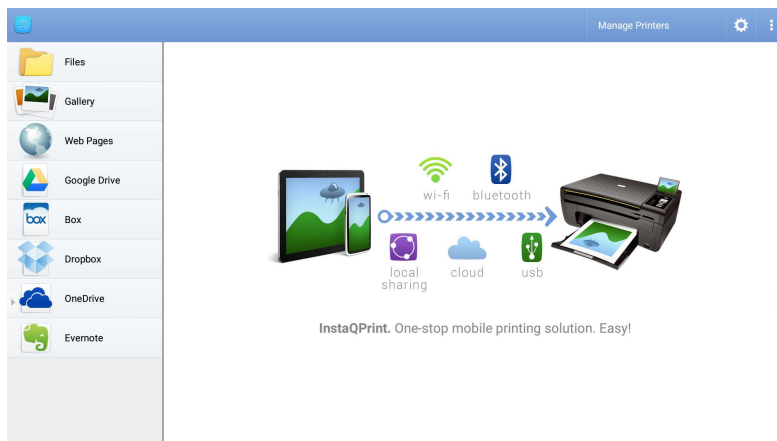 Manage Printers
Files
Gallery
Web Pages
Google Drive
box
Box
Dropbox
OneDrive
Evernote
wi-fi bluetooth
local cloud usb
sharing
InstaQPrint. One-stop mobile printing solution. Easy!